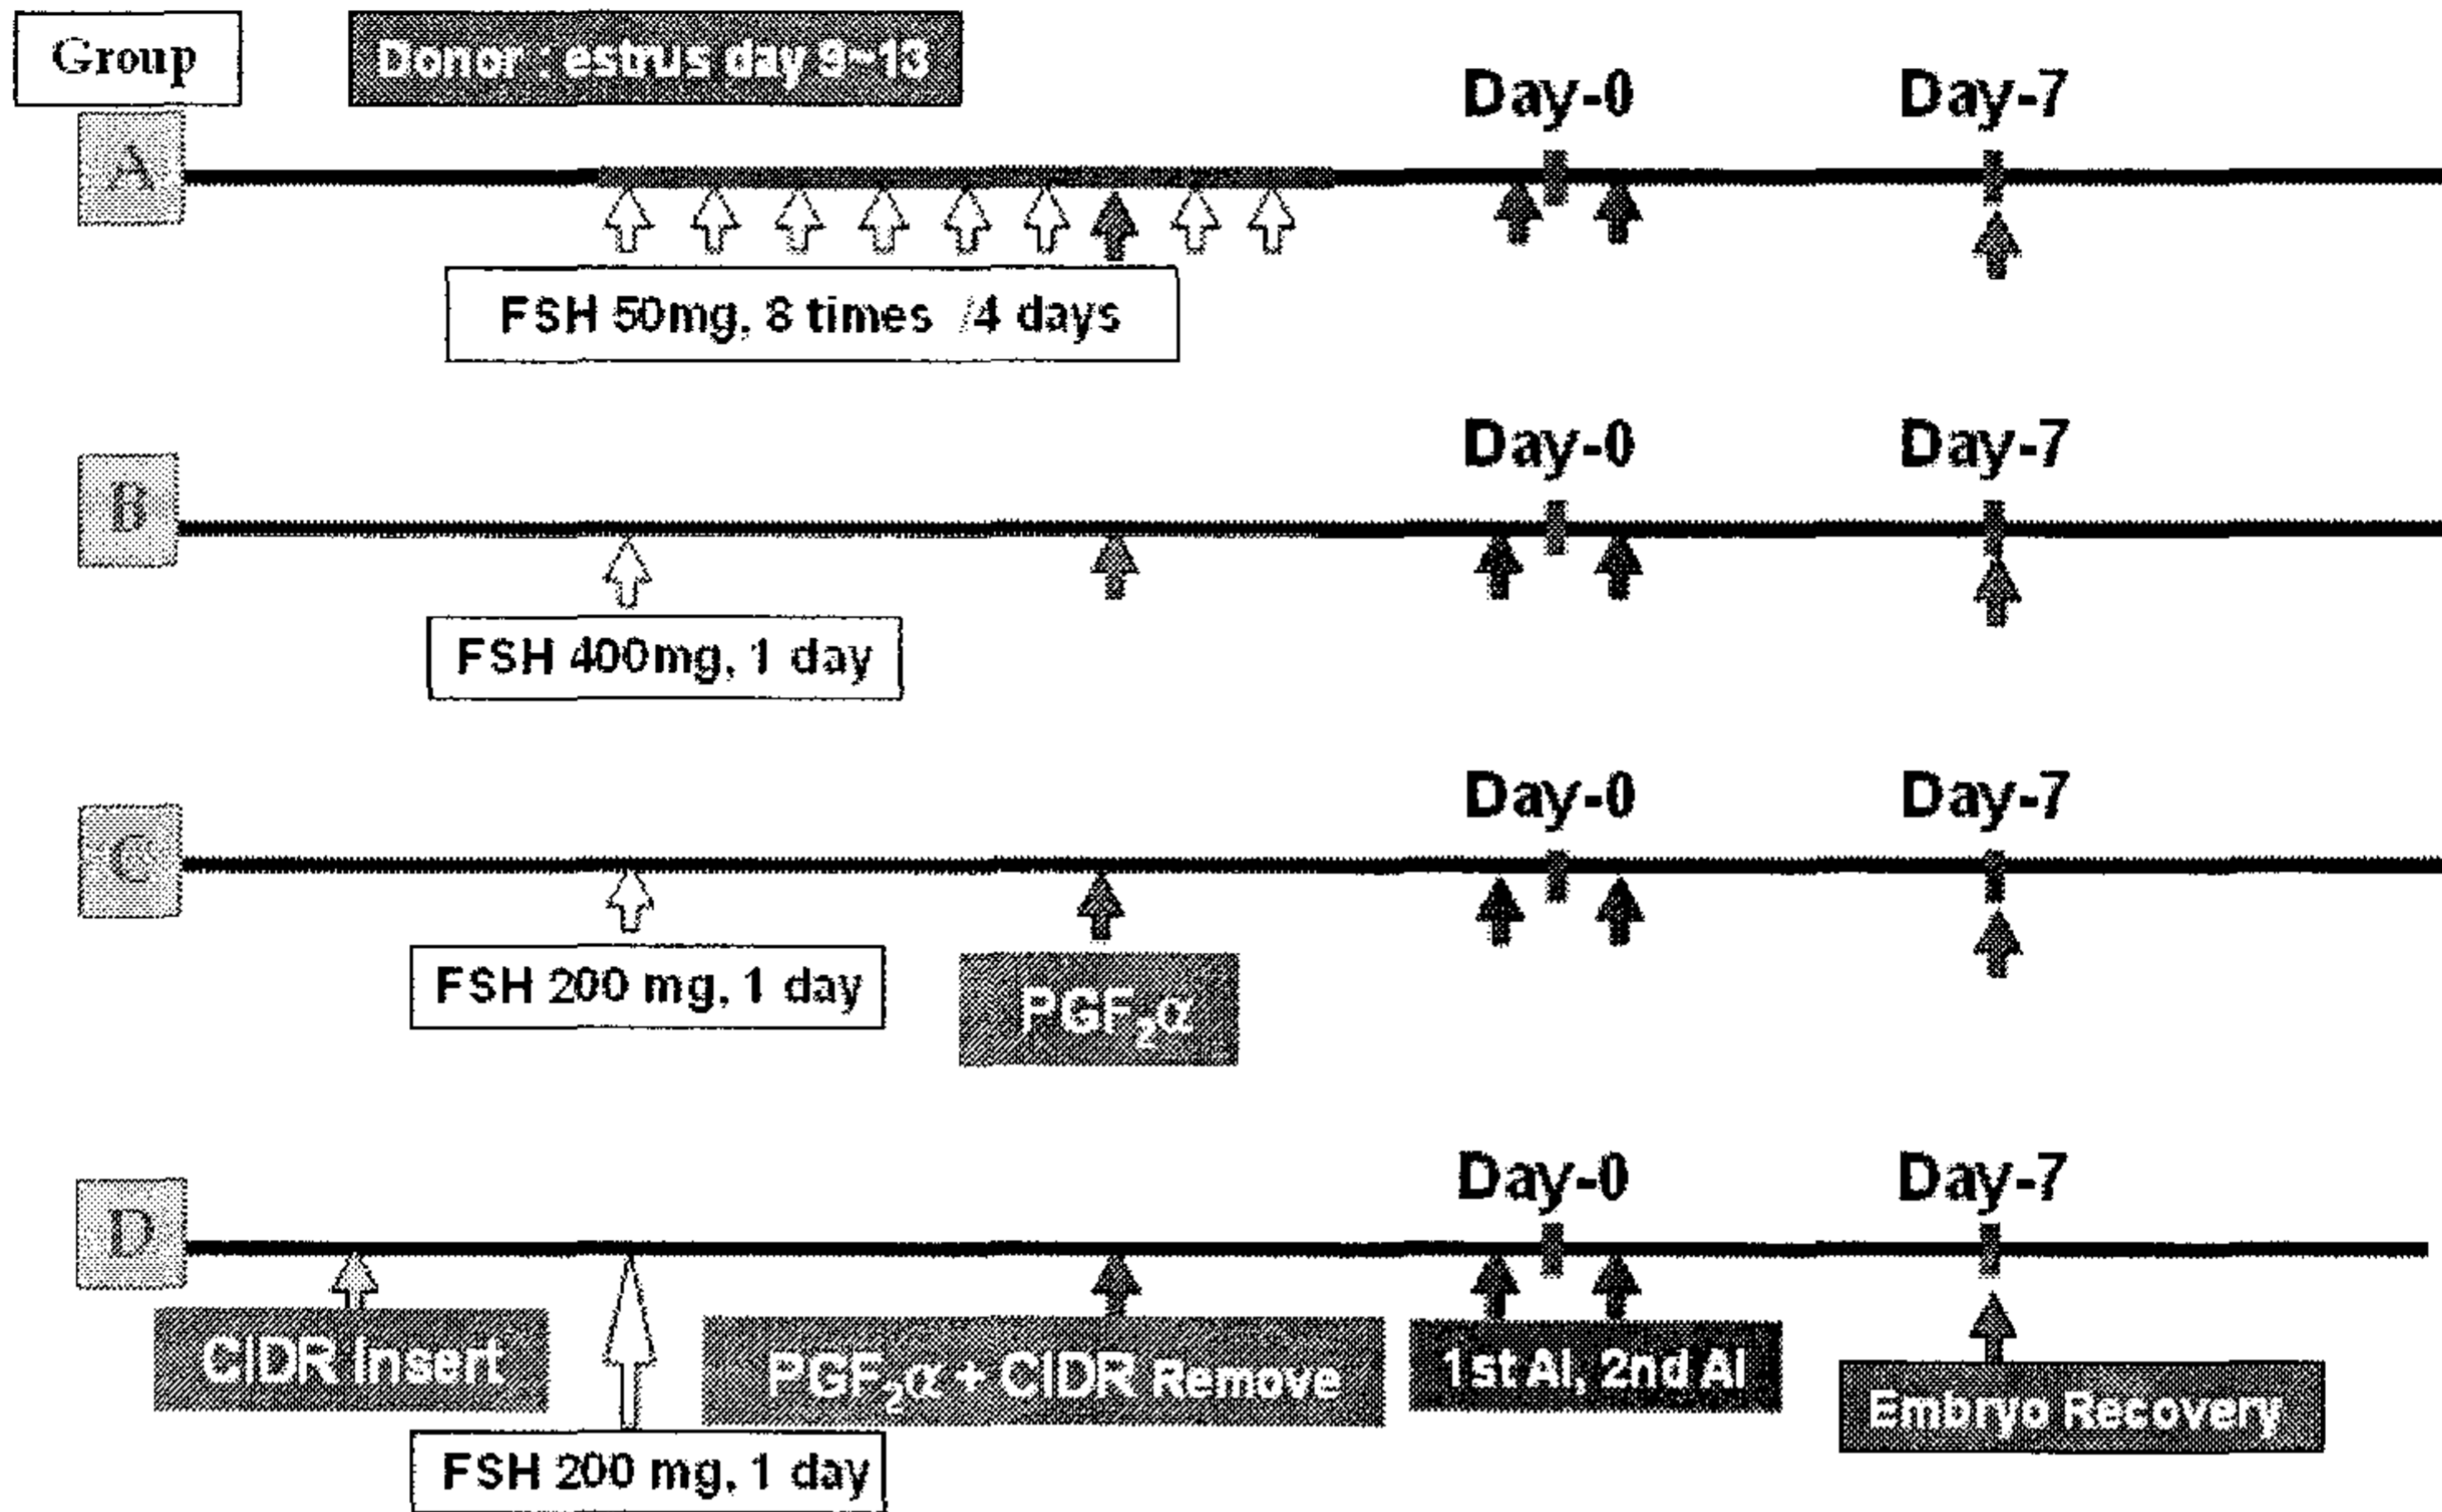 Group
Donor : estrus day 9~13
Day-0
Day-7
A
FSH 50mg, 8 times /4 days
Day-0
Day-7
B
FSH 400mg, 1 day
Day-0
Day-7
C
FSH 200 mg, 1 day
PGF₂α
Day-0
Day-7
D
CIDR Insert
PGF₂α + CIDR Remove
1st AI, 2nd AI
Embryo Recovery
FSH 200 mg, 1 day